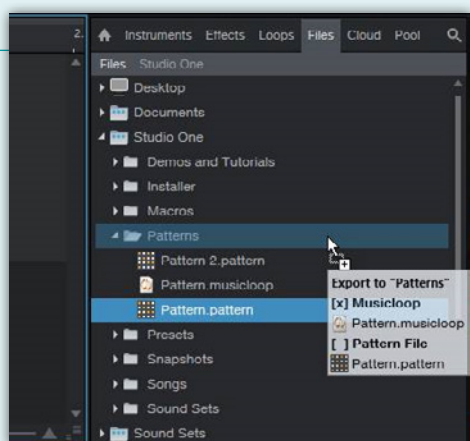 2.
Instruments Effects Loops Files Cloud Pool
Files Studio One
Desktop
Documents
Studio One
Demos and Tutorials
Installer
Macros
Patterns
Pattern 2.pattern
Pattern.musicloop
Pattern.pattern
Presets
Snapshots
Songs
Sound Sets
Sound Sets
Export to "Patterns"
[x] Musicloop
Pattern.musicloop
[ ] Pattern File
Pattern.pattern